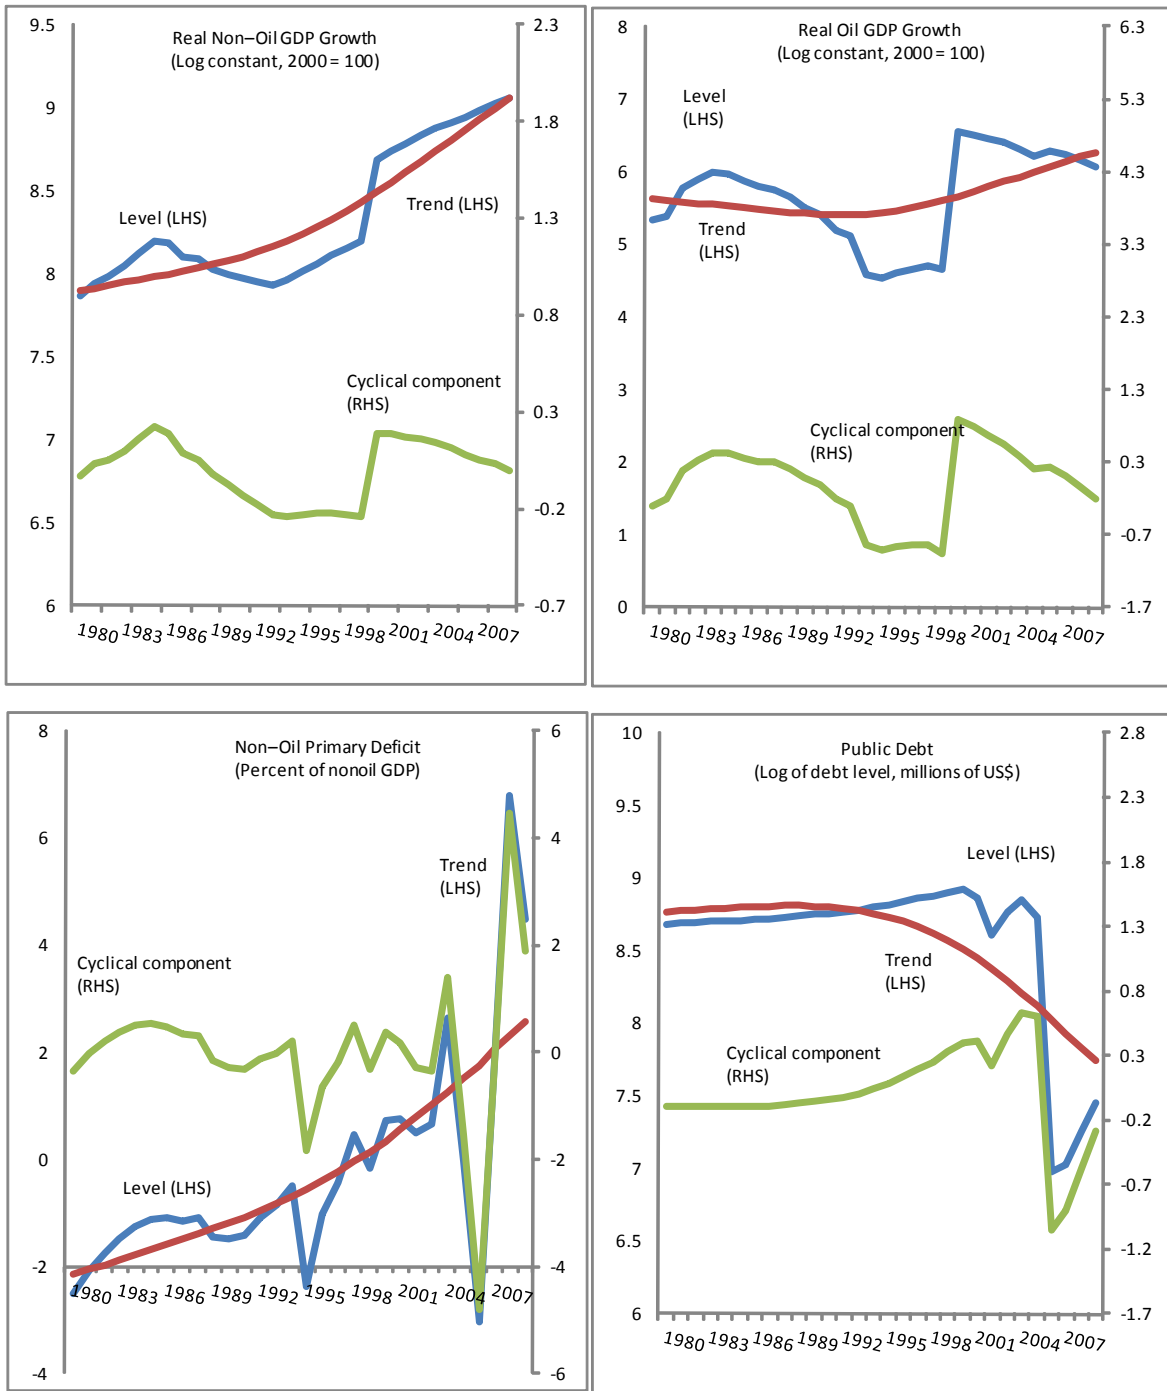 Real Non–Oil GDP Growth
(Log constant, 2000 = 100)
9.5
9
8.5
8
7.5
7
6.5
6
2.3
1.8
1.3
0.8
0.3
-0.2
-0.7
Level (LHS)
Trend (LHS)
Cyclical component
(RHS)
1980 1983 1986 1989 1992 1995 1998 2001 2004 2007
Real Oil GDP Growth
(Log constant, 2000 = 100)
8
7
6
5
4
3
2
1
0
6.3
5.3
4.3
3.3
2.3
1.3
0.3
-0.7
-1.7
Level
(LHS)
Trend
(LHS)
Cyclical component
(RHS)
1980 1983 1986 1989 1992 1995 1998 2001 2004 2007
Non–Oil Primary Deficit
(Percent of nonoil GDP)
8
6
4
2
0
-2
-4
6
4
2
0
-2
-4
-6
Trend
(LHS)
Cyclical component
(RHS)
Level (LHS)
1980 1983 1986 1989 1992 1995 1998 2001 2004 2007
Public Debt
(Log of debt level, millions of US$)
10
9.5
9
8.5
8
7.5
7
6.5
6
2.8
2.3
1.8
1.3
0.8
0.3
-0.2
-0.7
-1.2
-1.7
Level (LHS)
Trend
(LHS)
Cyclical component
(RHS)
1980 1983 1986 1989 1992 1995 1998 2001 2004 2007